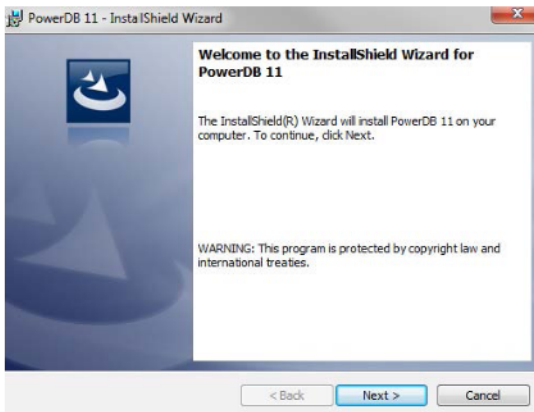 PowerDB 11 - InstallShield Wizard
Welcome to the InstallShield Wizard for
PowerDB 11
The InstallShield(R) Wizard will install PowerDB 11 on your
computer. To continue, click Next.
WARNING: This program is protected by copyright law and
international treaties.
< Back
Next >
Cancel